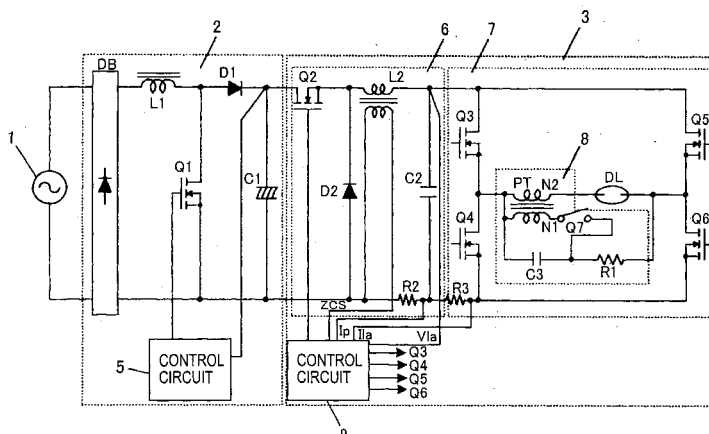 2
6
7
3
DB
L1
D1
Q2
L2
1
Q1
C1
D2
C2
Q3
Q5
8
PT
N2
DL
Q4
N1
Q7
Q6
C3
R1
R2
R3
ZCS
Ip
Ila
Vla
5
CONTROL
CIRCUIT
CONTROL
CIRCUIT
Q3
Q4
Q5
Q6